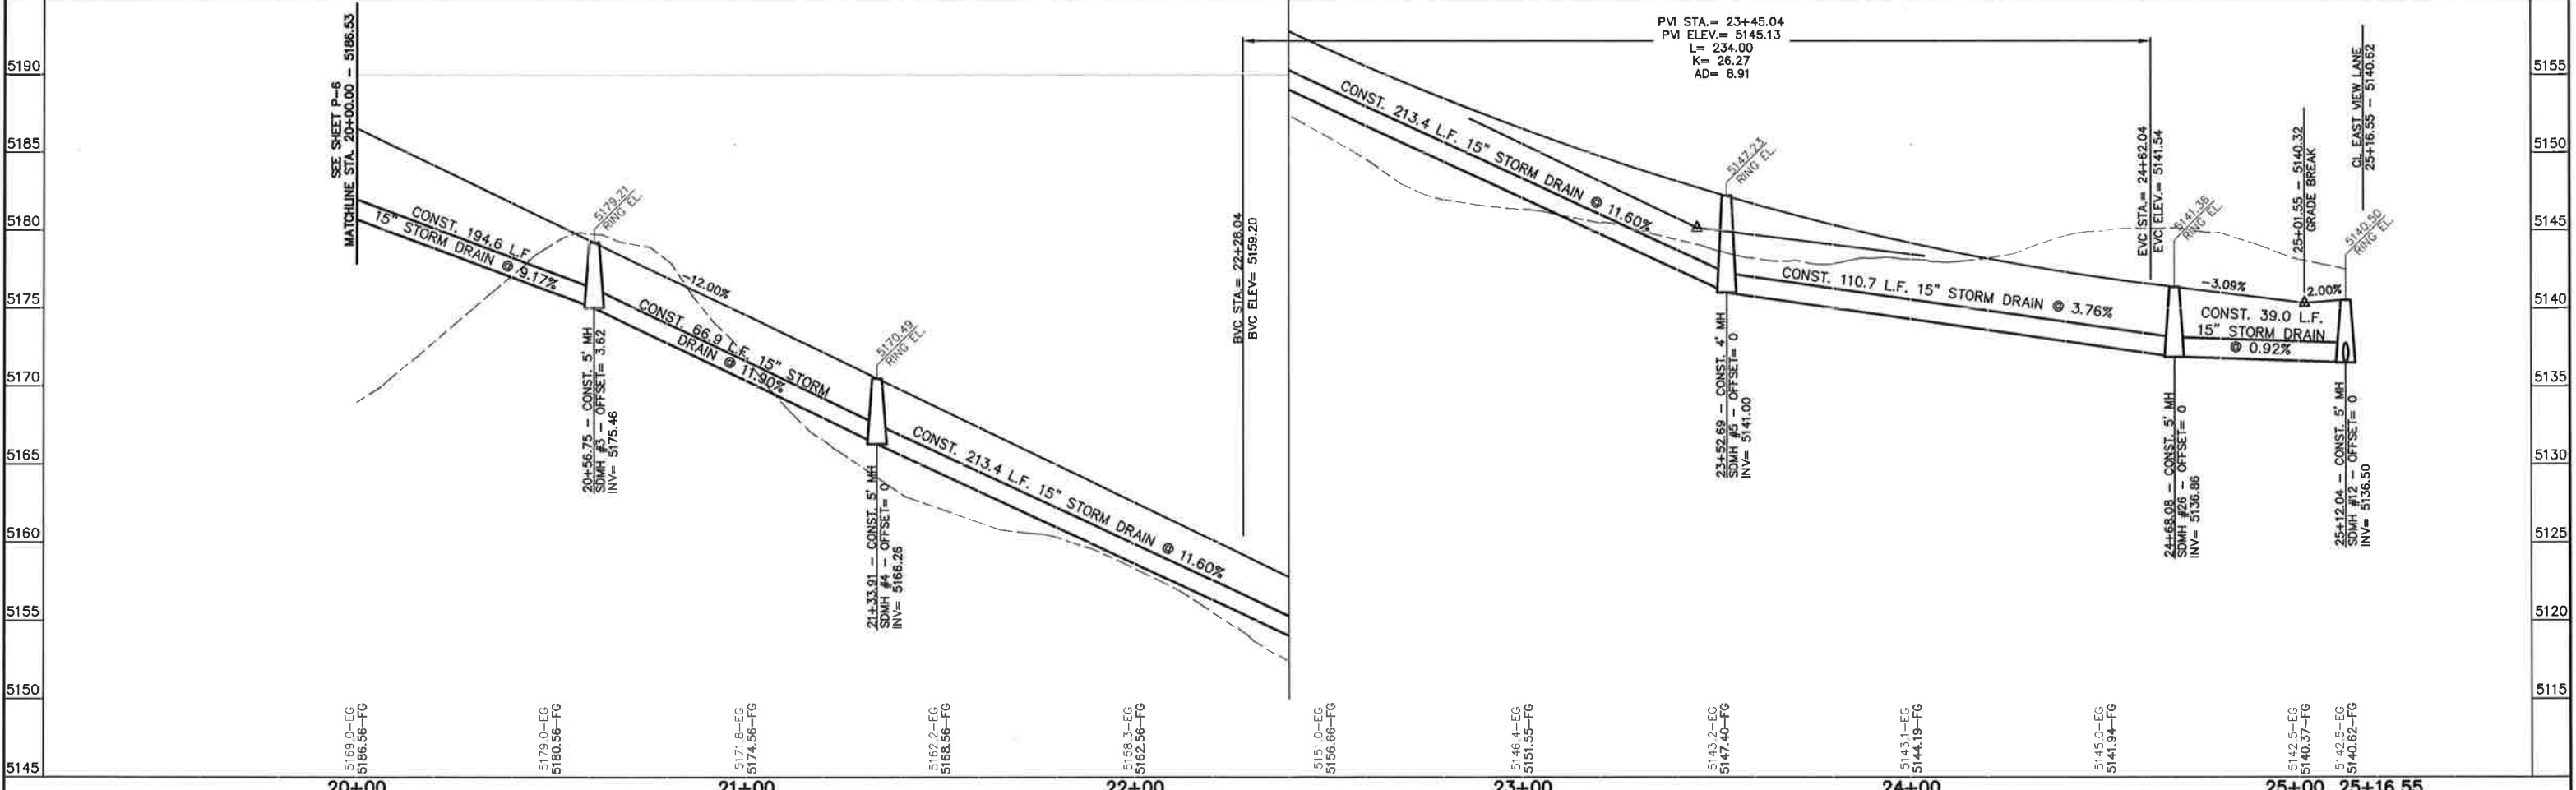 5190
5185
5180
5175
5170
5165
5160
5155
5150
5145
SEE SHEET P-6
MATCHLINE STA. 20+00.00 - 5186.53
CONST. 194.6 L.F.
15" STORM DRAIN @ 9.17%
5179.21
RING EL.
20+56.75 - CONST. 5' MH
SDMH #3 - OFFSET= 3.62
INV= 5175.46
-12.00%
CONST. 66.9 L.F. 15" STORM
DRAIN @ 11.90%
5170.49
RING EL.
21+33.91 - CONST. 5' MH
SDMH #4 - OFFSET= 0
INV= 5166.26
CONST. 213.4 L.F. 15" STORM DRAIN @ 11.60%
BVC STA.= 22+28.04
BVC ELEV= 5159.20
PVI STA.= 23+45.04
PVI ELEV.= 5145.13
L= 234.00
K= 26.27
AD= 8.91
CONST. 213.4 L.F. 15" STORM DRAIN @ 11.60%
5147.23
RING EL.
23+52.69 - CONST. 4' MH
SDMH #5 - OFFSET= 0
INV= 5141.00
CONST. 110.7 L.F. 15" STORM DRAIN @ 3.76%
EVC STA.= 24+62.04
EVC ELEV.= 5141.54
5141.36
RING EL.
24+68.08 - CONST. 5' MH
SDMH #26 - OFFSET= 0
INV= 5136.86
-3.09%
CONST. 39.0 L.F.
15" STORM DRAIN
@ 0.92%
25+01.55 - 5140.32
GRADE BREAK
2.00%
CL EAST VIEW LANE
25+16.55 - 5140.62
5140.50
RING EL.
25+12.04 - CONST. 5' MH
SDMH #12 - OFFSET= 0
INV= 5136.50
5155
5150
5145
5140
5135
5130
5125
5120
5115
5169.0-EG
5186.56-FG
5179.0-EG
5180.56-FG
5171.8-EG
5174.56-FG
5162.2-EG
5168.56-FG
5158.3-EG
5162.56-FG
5151.0-EG
5156.66-FG
5146.4-EG
5151.55-FG
5143.2-EG
5147.40-FG
5143.1-EG
5144.19-FG
5145.0-EG
5141.94-FG
5142.5-EG
5140.37-FG
5142.5-EG
5140.62-FG
20+00
21+00
22+00
23+00
24+00
25+00
25+16.55